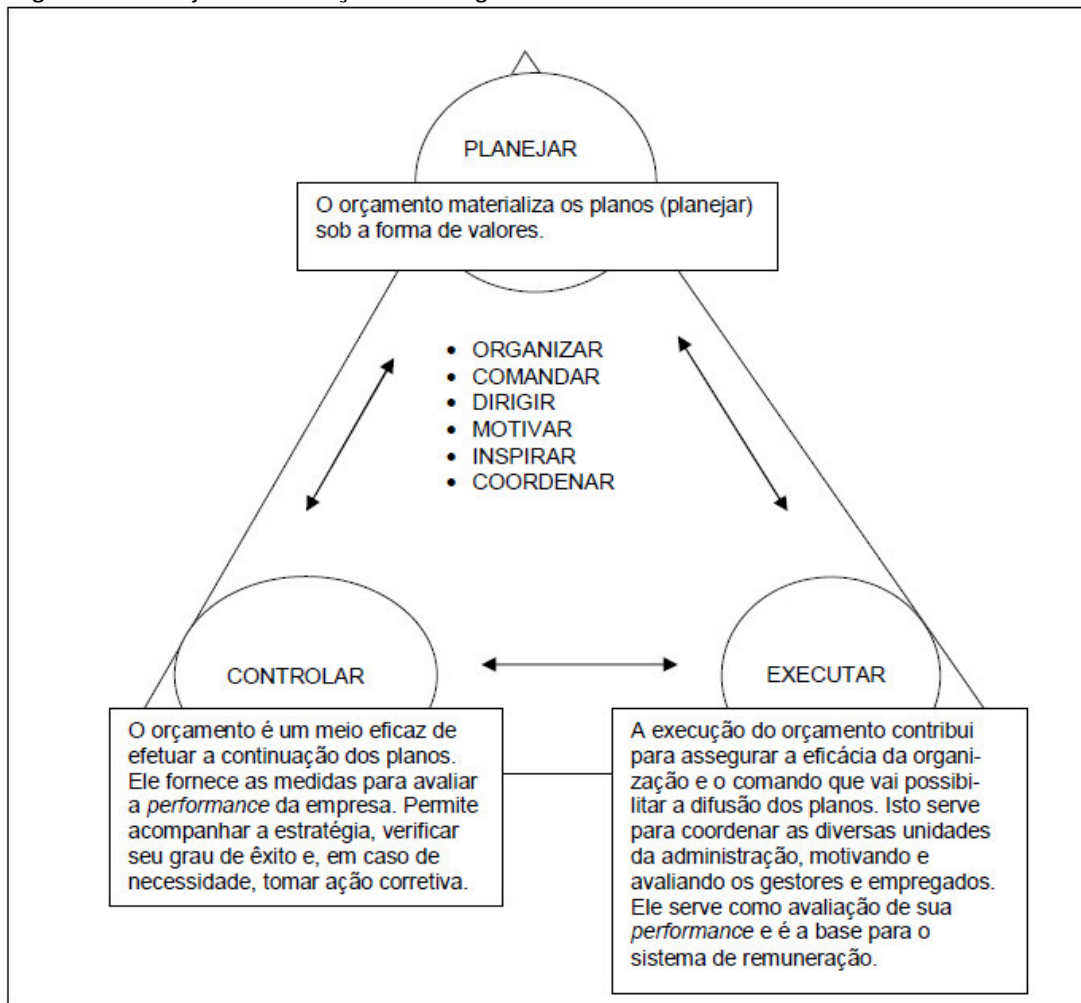 PLANEJAR
O orçamento materializa os planos (planejar)
sob a forma de valores.
• ORGANIZAR
• COMANDAR
• DIRIGIR
• MOTIVAR
• INSPIRAR
• COORDENAR
CONTROLAR
O orçamento é um meio eficaz de
efetuar a continuação dos planos.
Ele fornece as medidas para avaliar
a performance da empresa. Permite
acompanhar a estratégia, verificar
seu grau de êxito e, em caso de
necessidade, tomar ação corretiva.
EXECUTAR
A execução do orçamento contribui
para assegurar a eficácia da organi-
zação e o comando que vai possibi-
litar a difusão dos planos. Isto serve
para coordenar as diversas unidades
da administração, motivando e
avaliando os gestores e empregados.
Ele serve como avaliação de sua
performance e é a base para o
sistema de remuneração.